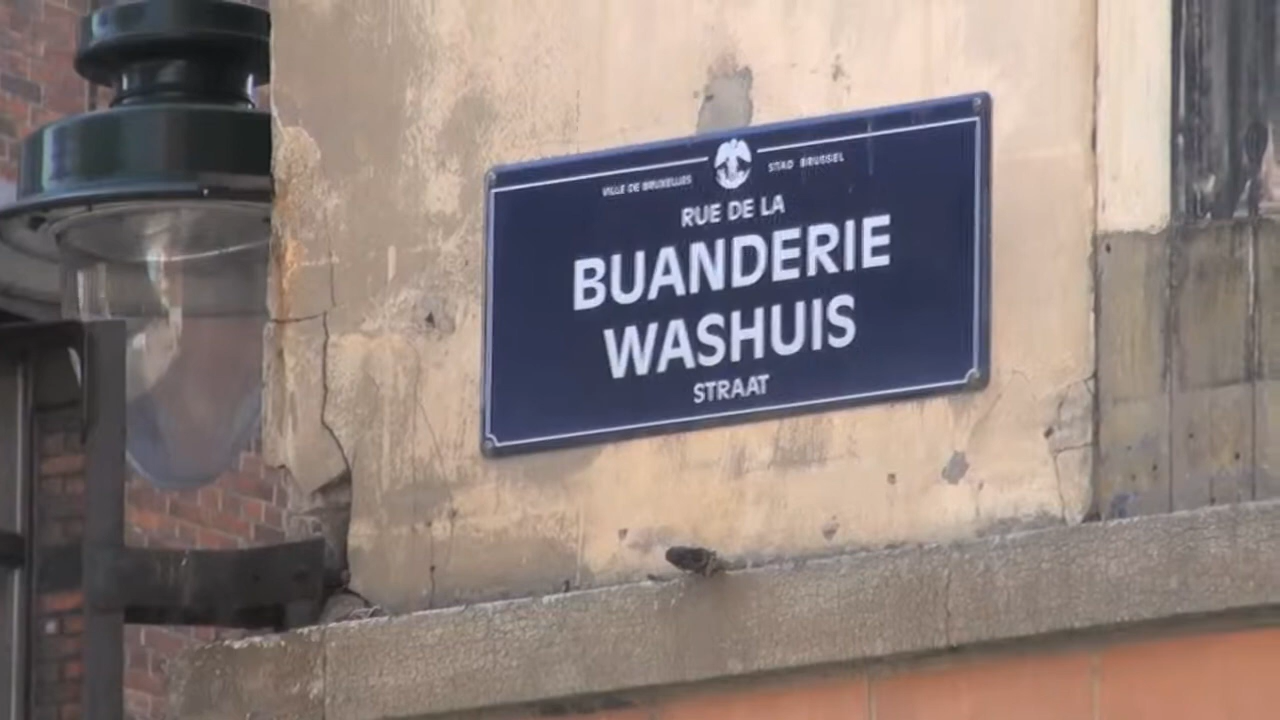 VILLE DE BRUXELLES STAD BRUSSEL
RUE DE LA
BUANDERIE
WASHUIS
STRAAT